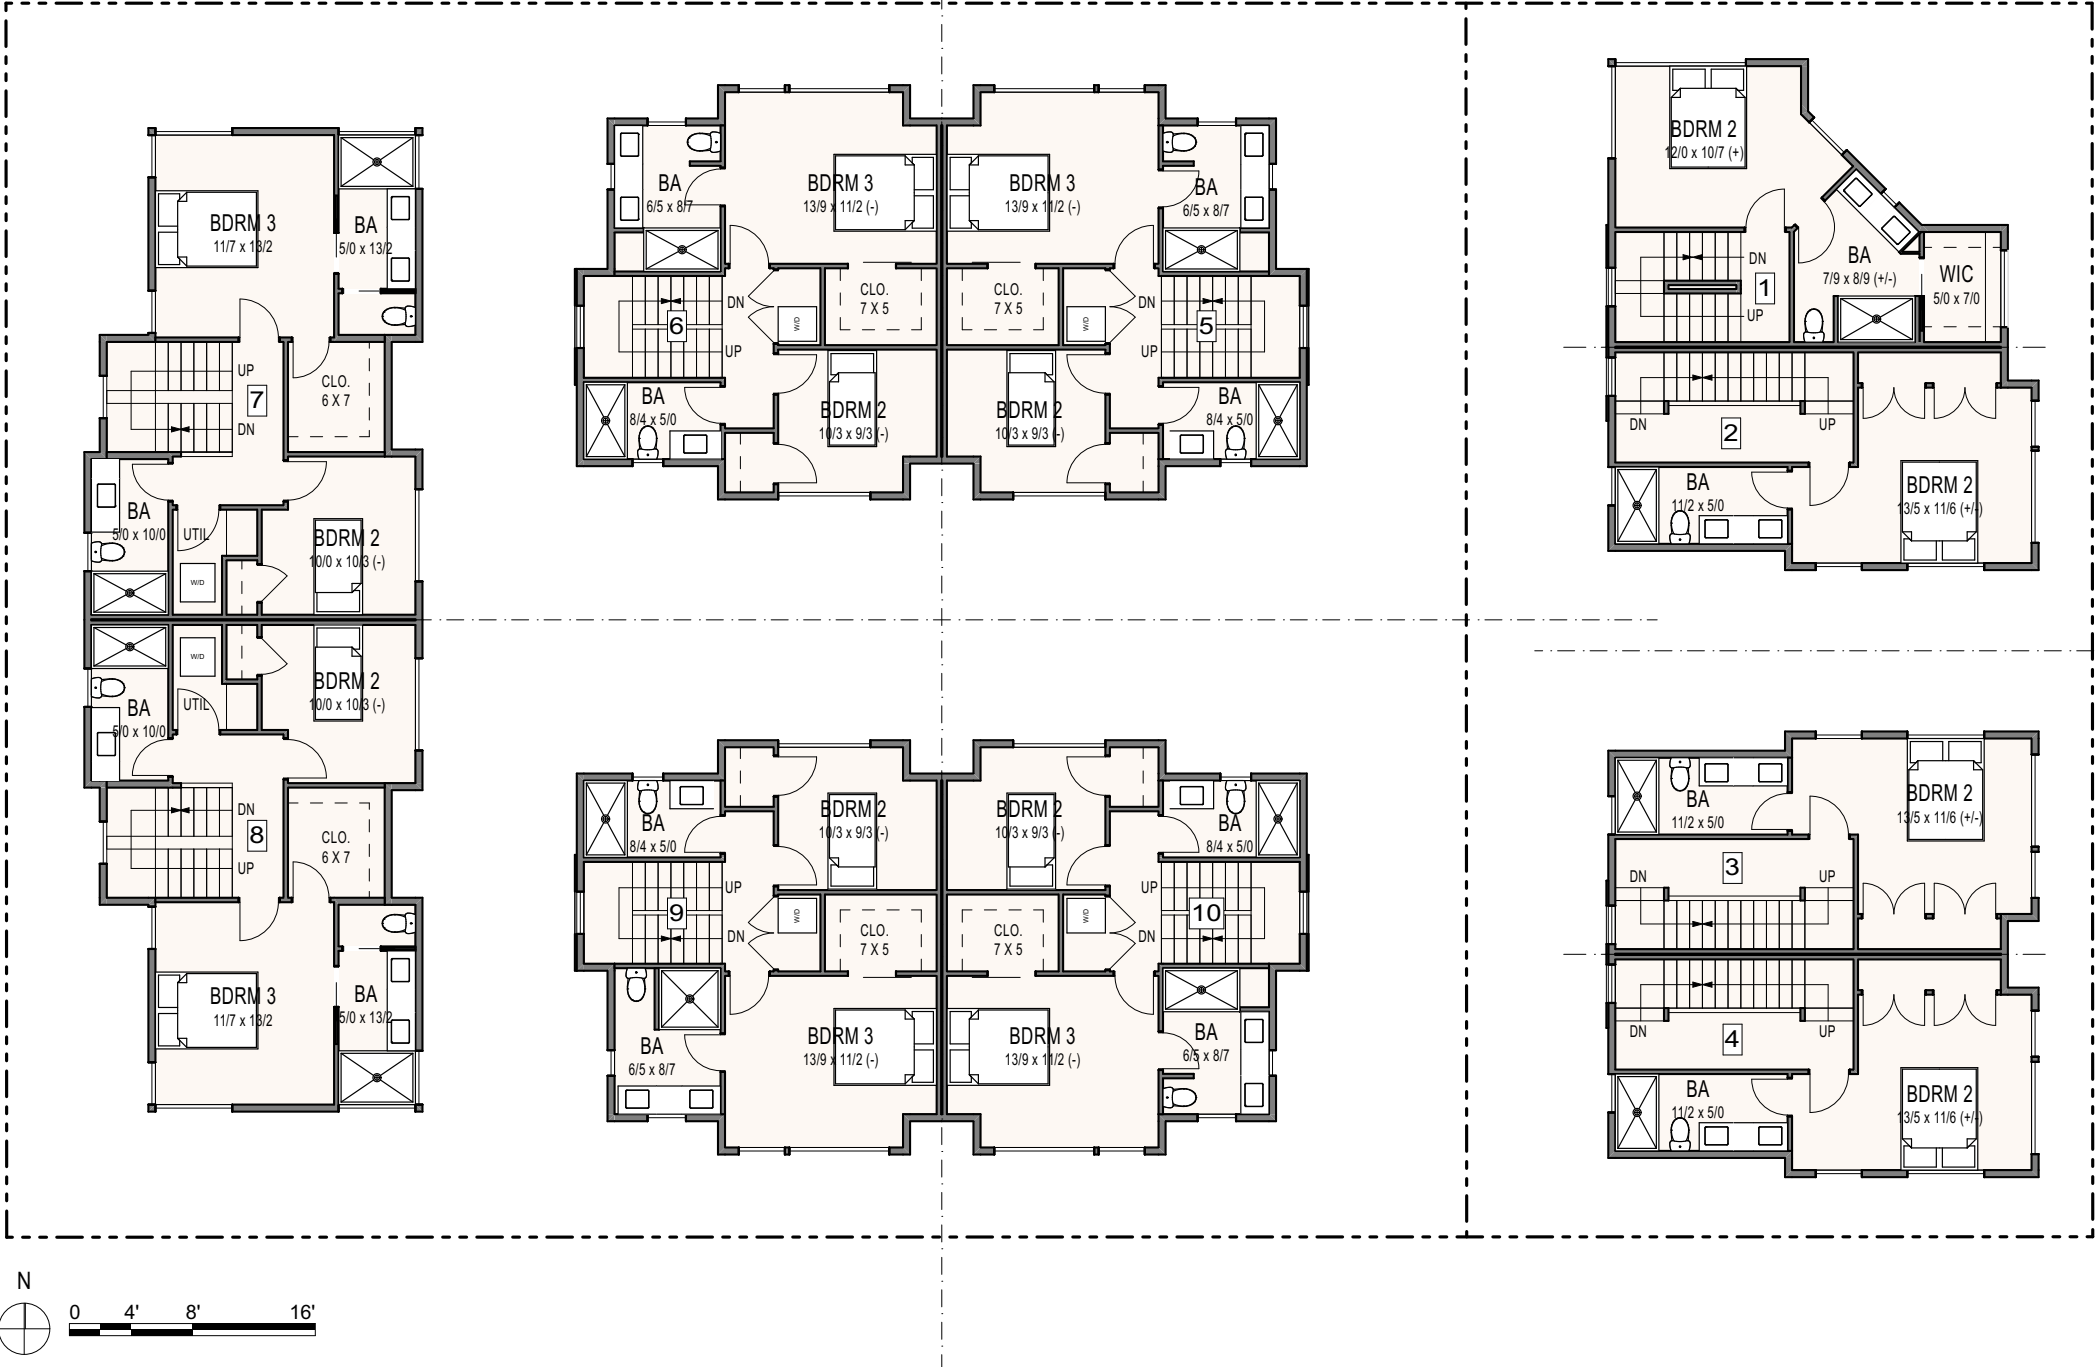 BDRM 3
11/7 x 13/2
BA
5/0 x 13/2
UP
7
DN
CLO.
6 X 7
BA
5/0 x 10/0
UTIL
W/D
BDRM 2
10/0 x 10/3 (-)
W/D
BDRM 2
10/0 x 10/3 (-)
BA
5/0 x 10/0
UTIL
DN
8
UP
CLO.
6 X 7
BDRM 3
11/7 x 13/2
BA
5/0 x 13/2
BA
6/5 x 8/7
BDRM 3
13/9 x 11/2 (-)
DN
6
UP
W/D
CLO.
7 X 5
BA
8/4 x 5/0
BDRM 2
10/3 x 9/3 (-)
BDRM 3
13/9 x 11/2 (-)
BA
6/5 x 8/7
CLO.
7 X 5
W/D
DN
5
UP
BDRM 2
10/3 x 9/3 (-)
BA
8/4 x 5/0
BA
8/4 x 5/0
BDRM 2
10/3 x 9/3 (-)
UP
9
DN
W/D
CLO.
7 X 5
BA
6/5 x 8/7
BDRM 3
13/9 x 11/2 (-)
BDRM 2
10/3 x 9/3 (-)
BA
8/4 x 5/0
CLO.
7 X 5
W/D
UP
10
DN
BDRM 3
13/9 x 11/2 (-)
BA
6/5 x 8/7
BDRM 2
12/0 x 10/7 (+)
DN
1
UP
BA
7/9 x 8/9 (+/-)
WIC
5/0 x 7/0
DN
2
UP
BA
11/2 x 5/0
BDRM 2
13/5 x 11/6 (+/-)
BA
11/2 x 5/0
BDRM 2
13/5 x 11/6 (+/-)
DN
3
UP
DN
4
UP
BA
11/2 x 5/0
BDRM 2
13/5 x 11/6 (+/-)
N
0 4' 8' 16'